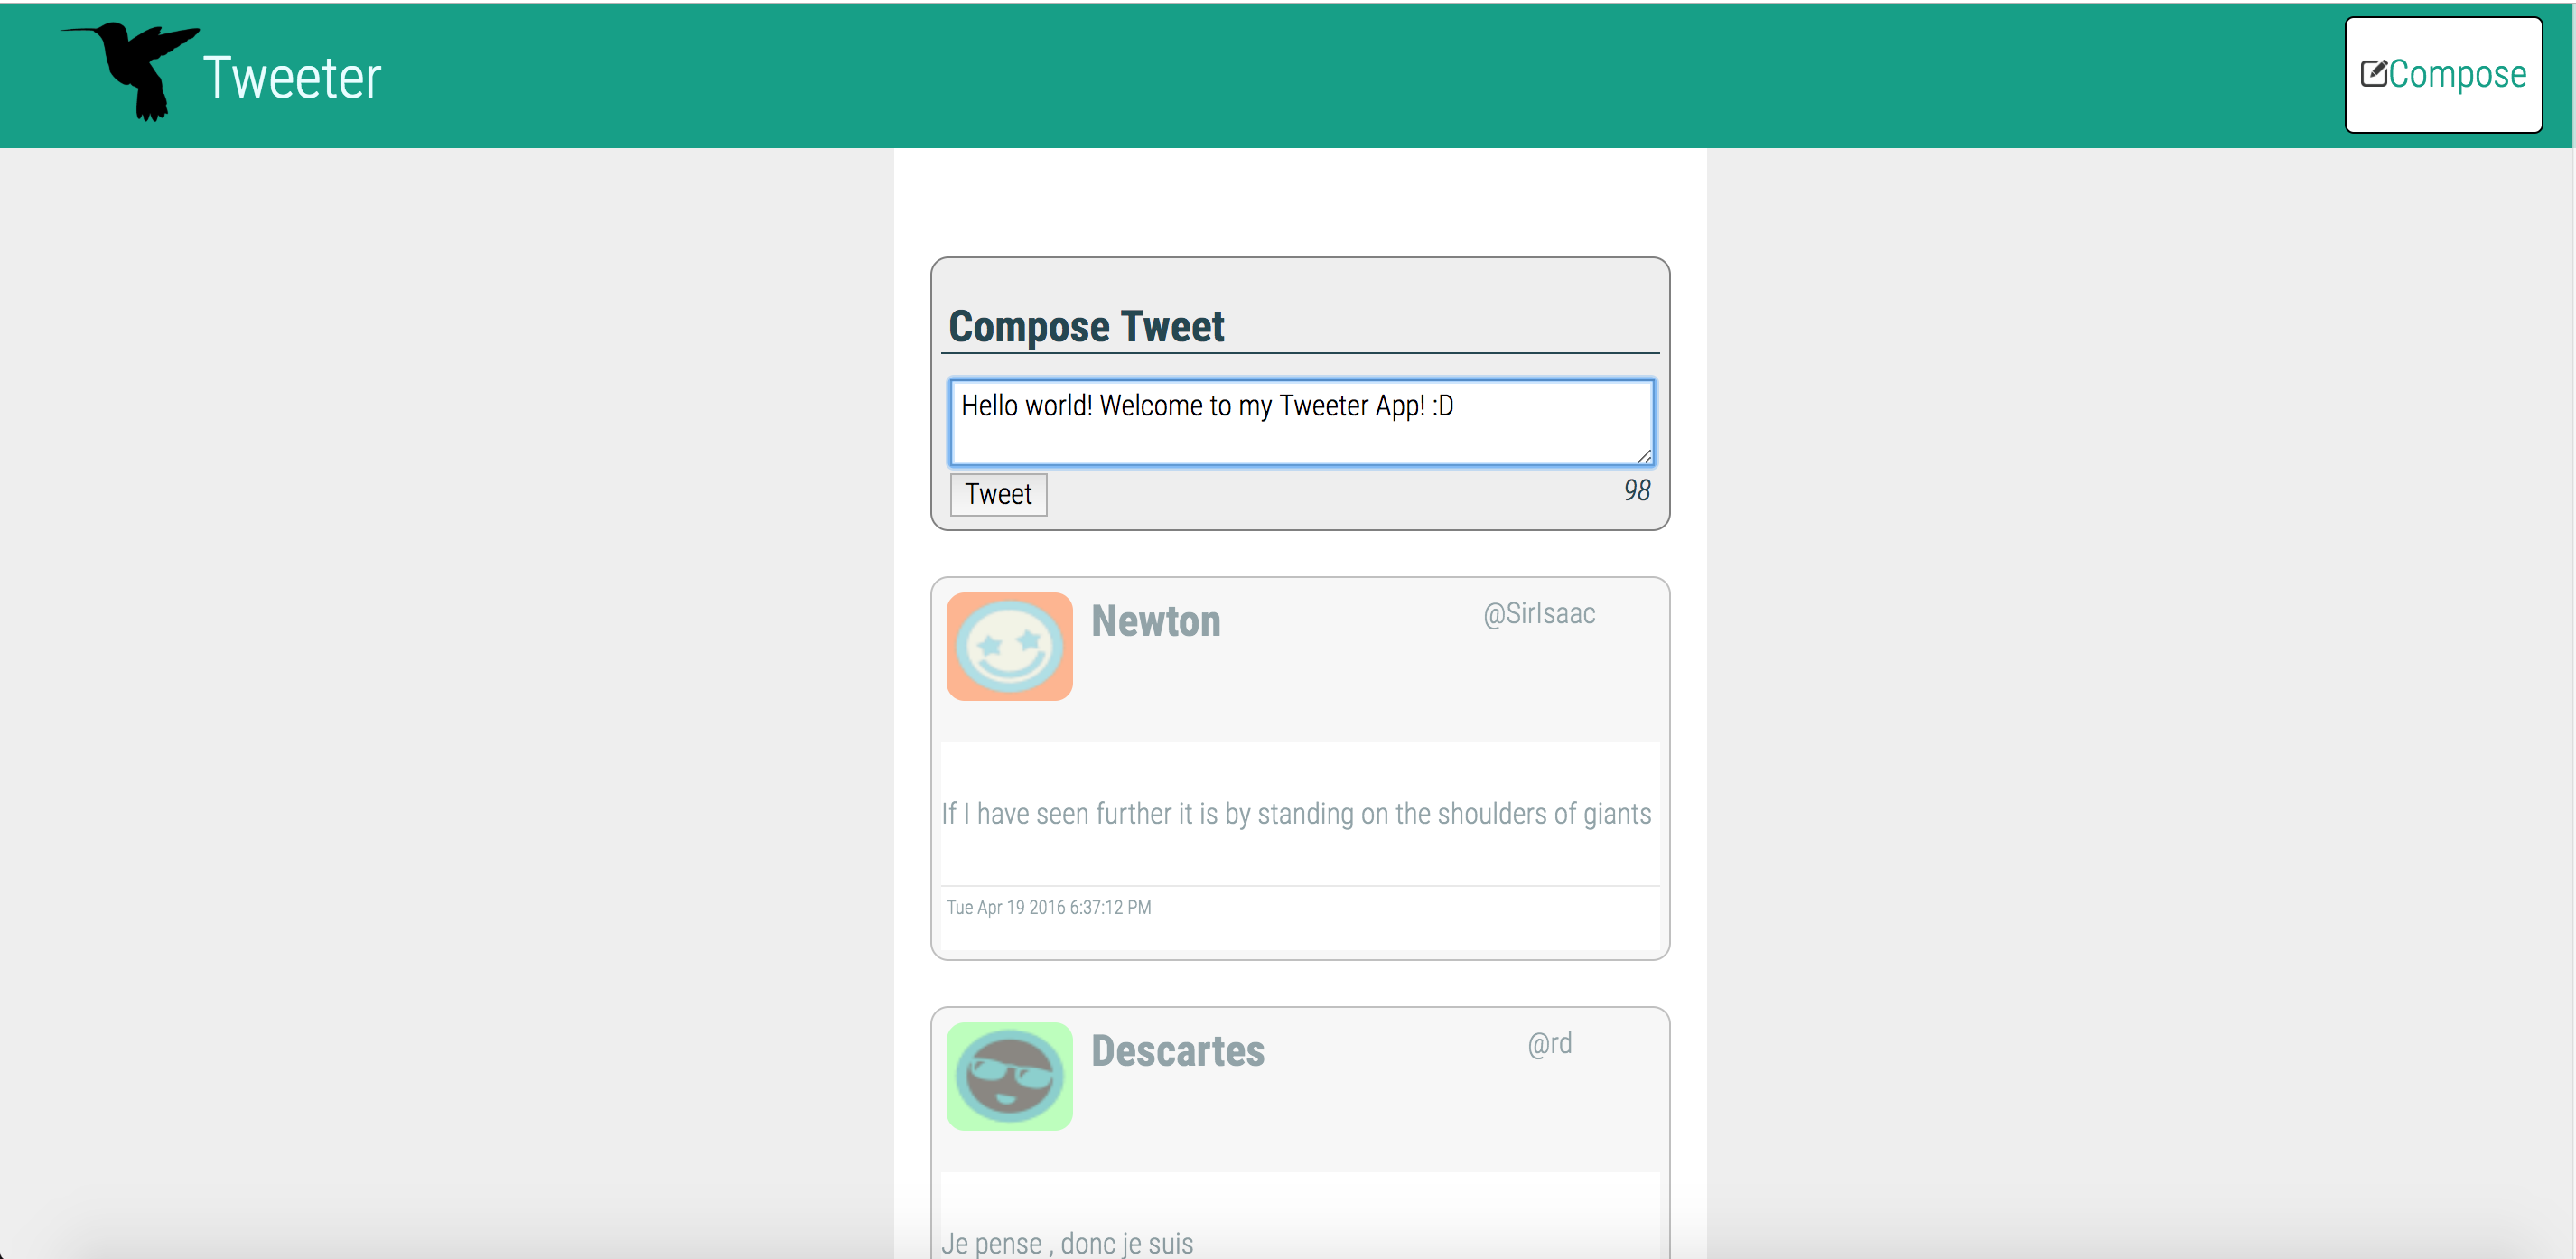 Tweeter
Compose
Compose Tweet
Hello world! Welcome to my Tweeter App! :D
Tweet
98
Newton
@SirIsaac
If I have seen further it is by standing on the shoulders of giants
Tue Apr 19 2016 6:37:12 PM
Descartes
@rd
Je pense , donc je suis